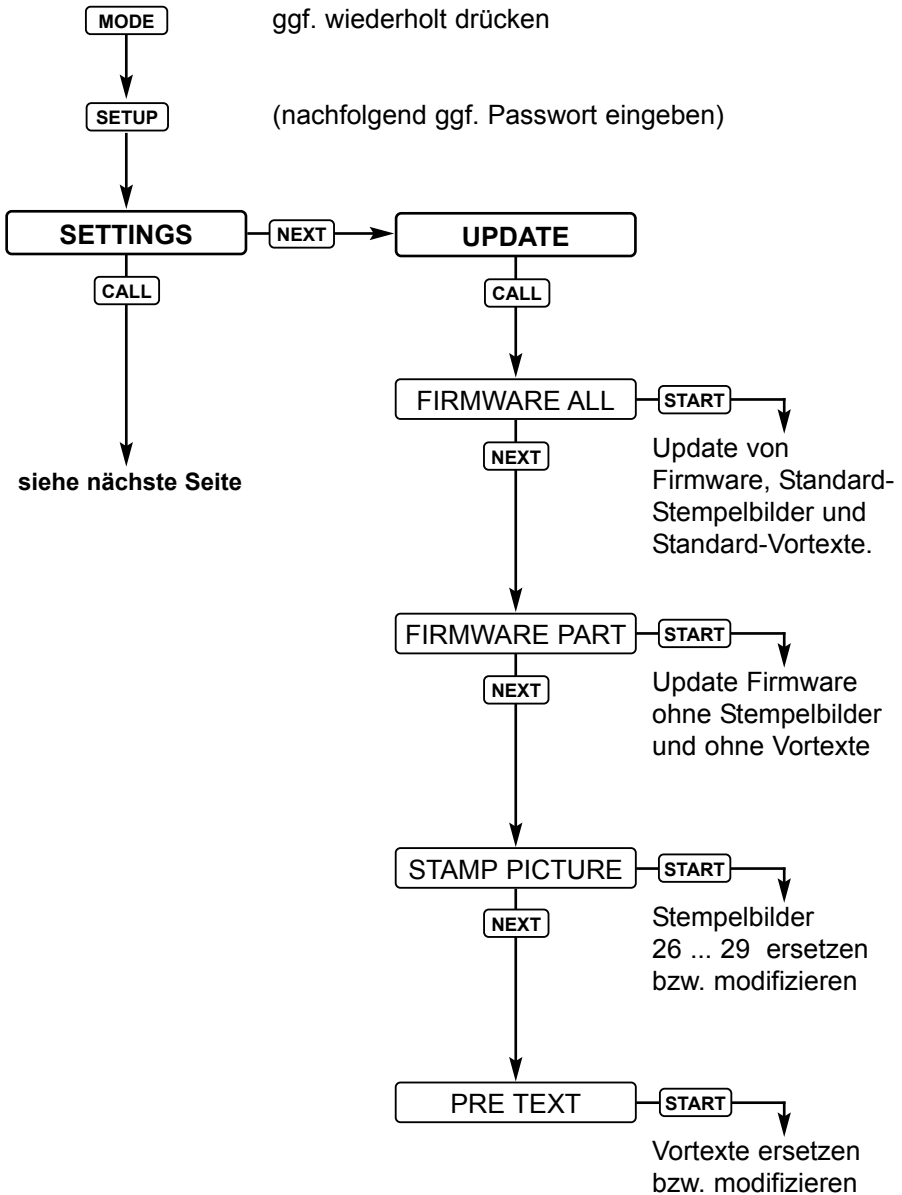 MODE
ggf. wiederholt drücken
SETUP
(nachfolgend ggf. Passwort eingeben)
SETTINGS
NEXT
UPDATE
CALL
CALL
FIRMWARE ALL
START
NEXT
Update von
Firmware, Standard-
Stempelbilder und
Standard-Vortexte.
siehe nächste Seite
FIRMWARE PART
START
NEXT
Update Firmware
ohne Stempelbilder
und ohne Vortexte
STAMP PICTURE
START
NEXT
Stempelbilder
26 ... 29 ersetzen
bzw. modifizieren
PRE TEXT
START
Vortexte ersetzen
bzw. modifizieren